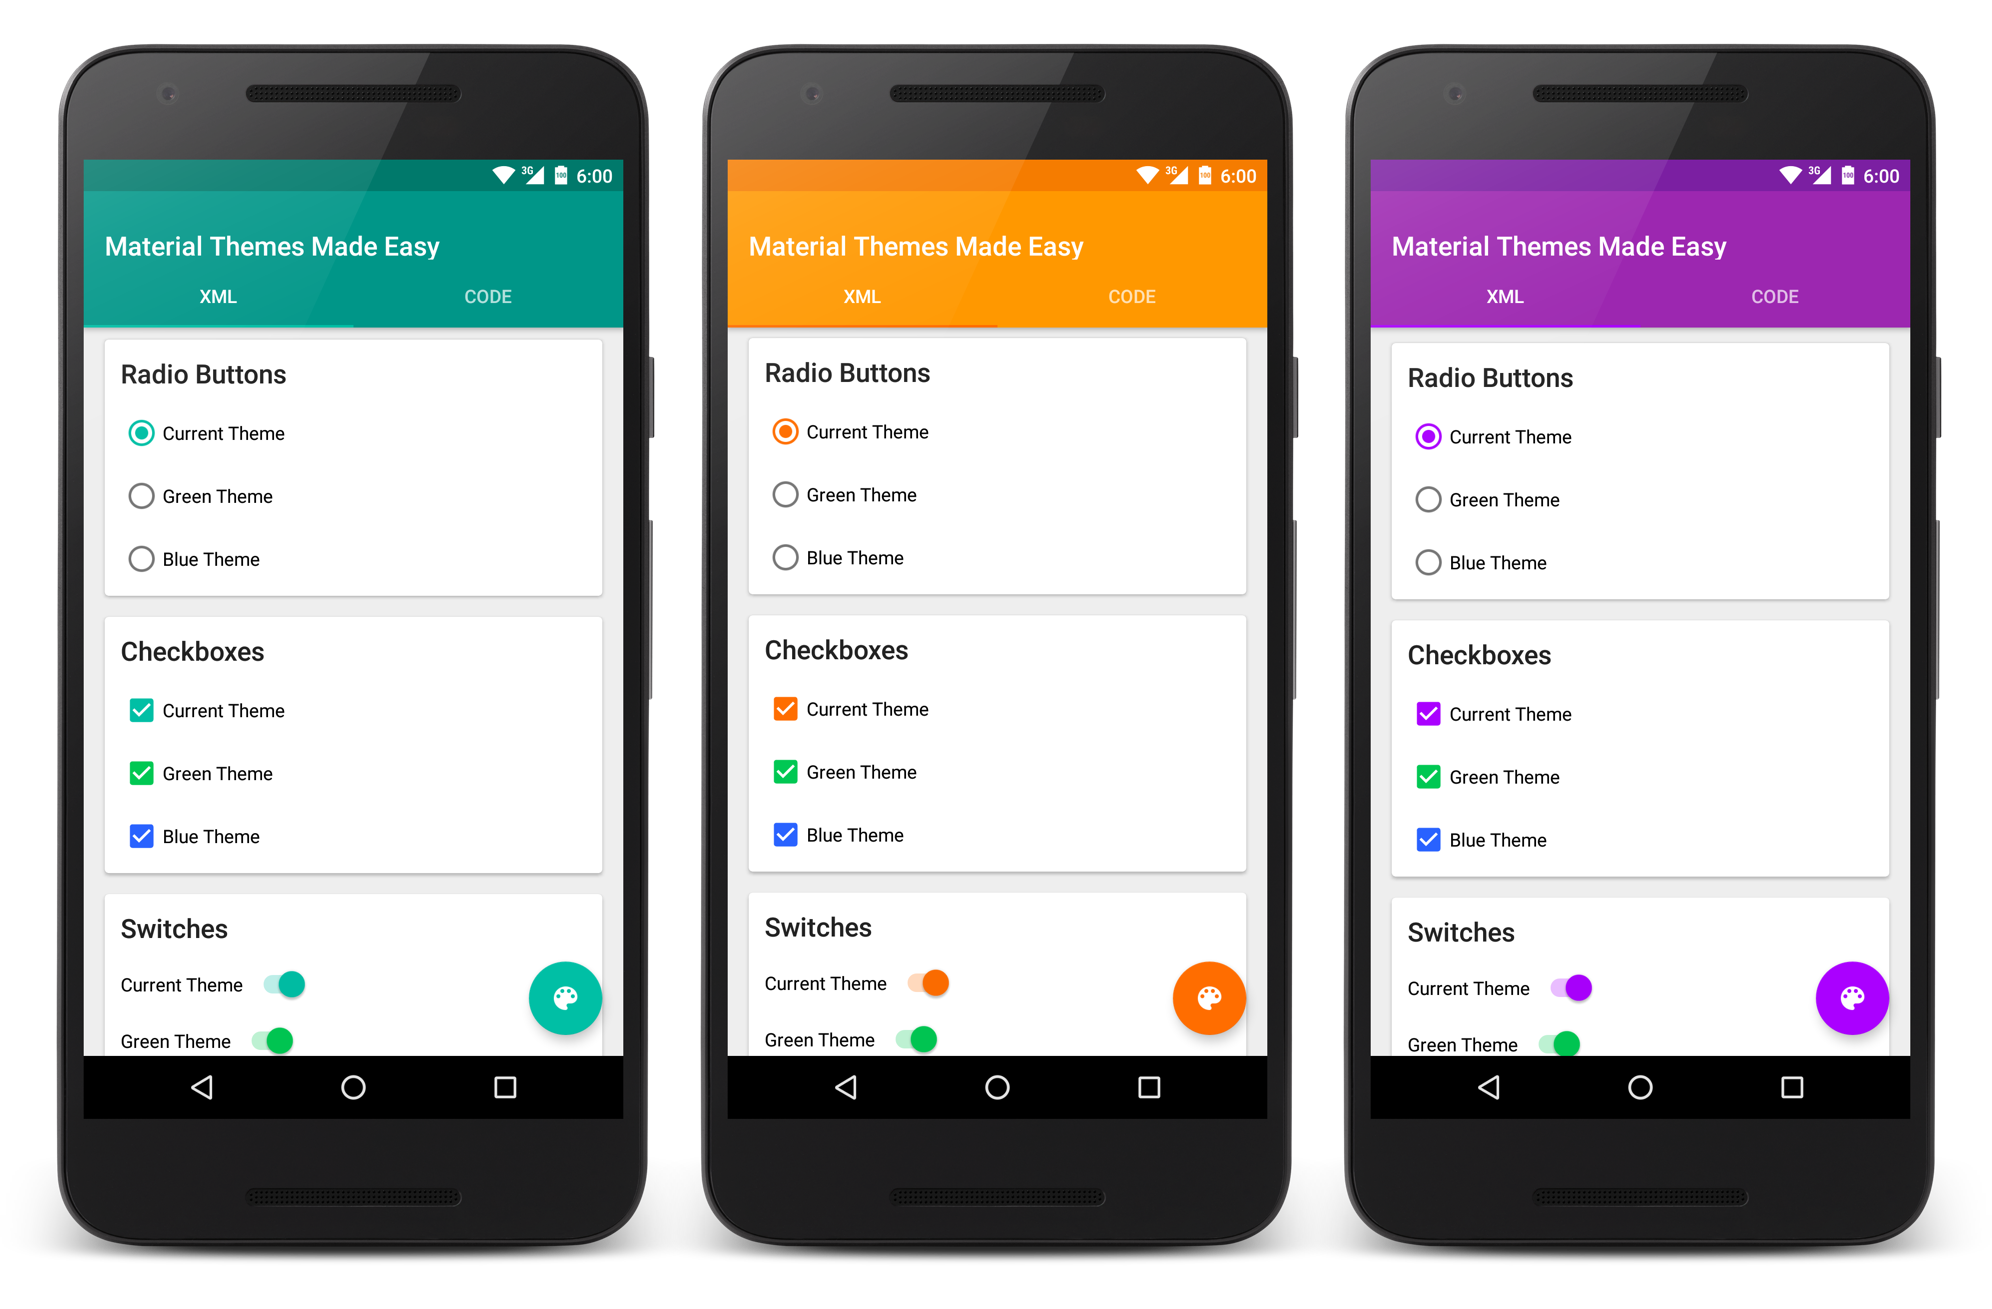 3G 100 6:00
Material Themes Made Easy
XML CODE
Radio Buttons
Current Theme
Green Theme
Blue Theme
Checkboxes
Current Theme
Green Theme
Blue Theme
Switches
Current Theme
Green Theme
3G 100 6:00
Material Themes Made Easy
XML CODE
Radio Buttons
Current Theme
Green Theme
Blue Theme
Checkboxes
Current Theme
Green Theme
Blue Theme
Switches
Current Theme
Green Theme
3G 100 6:00
Material Themes Made Easy
XML CODE
Radio Buttons
Current Theme
Green Theme
Blue Theme
Checkboxes
Current Theme
Green Theme
Blue Theme
Switches
Current Theme
Green Theme